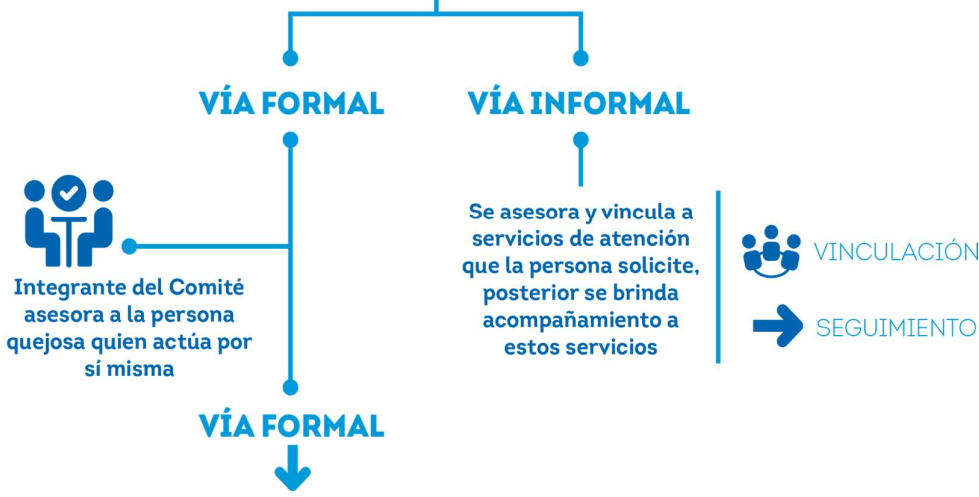 VÍA FORMAL
VÍA INFORMAL
Integrante del Comité
asesora a la persona
quejosa quien actúa por
sí misma
Se asesora y vincula a
servicios de atención
que la persona solicite,
posterior se brinda
acompañamiento a
estos servicios
VINCULACIÓN
SEGUIMIENTO
VÍA FORMAL